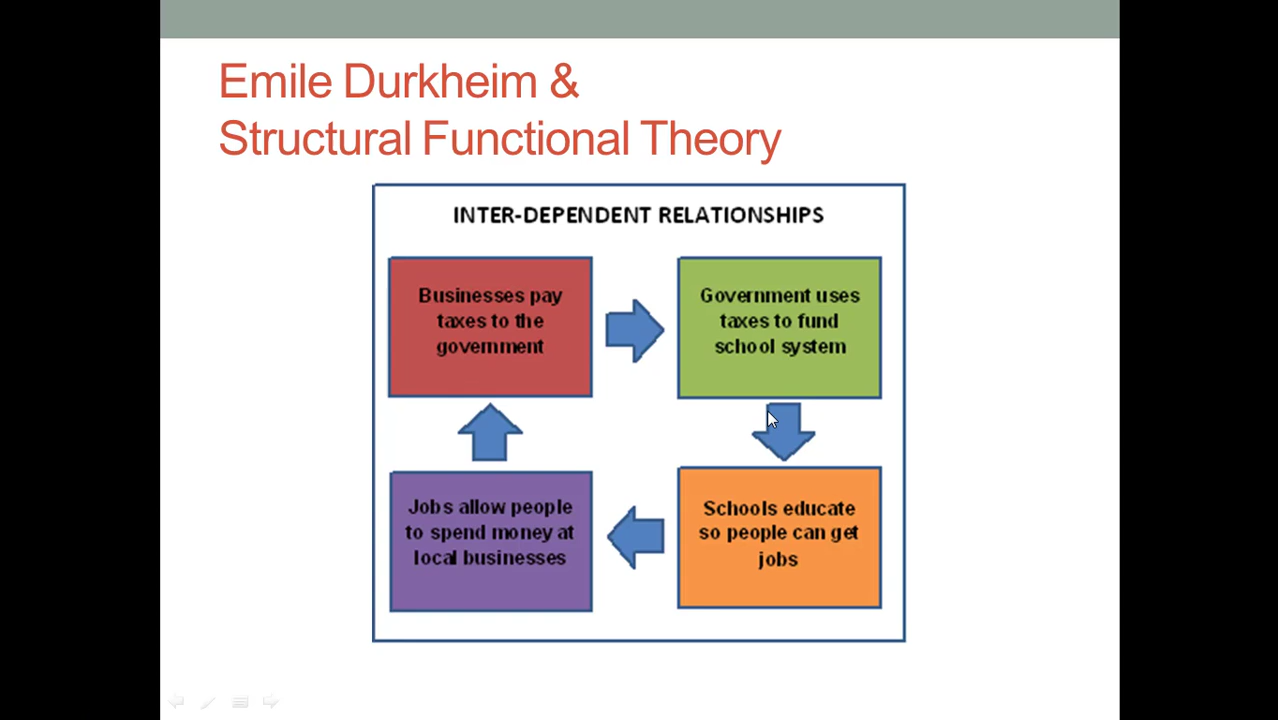 Emile Durkheim &
Structural Functional Theory
INTER-DEPENDENT RELATIONSHIPS
Businesses pay
taxes to the
government
Government uses
taxes to fund
school system
Jobs allow people
to spend money at
local businesses
Schools educate
so people can get
jobs